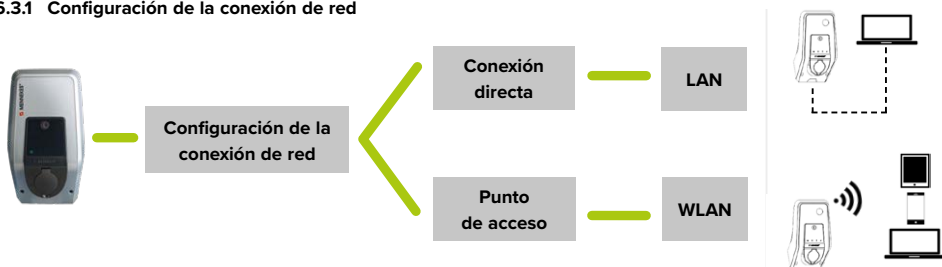 6.3.1 Configuración de la conexión de red
Conexión
directa
LAN
MENNEKES
Configuración de la
conexión de red
Punto
de acceso
WLAN